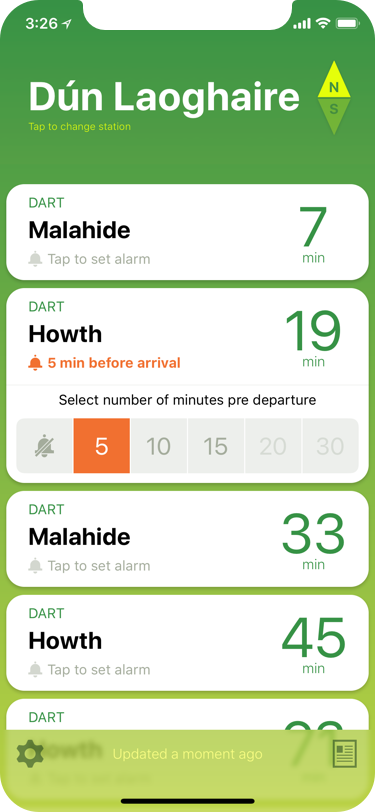 3:26
Dún Laoghaire
Tap to change station
N
S
DART
Malahide
Tap to set alarm
7
min
DART
Howth
5 min before arrival
19
min
Select number of minutes pre departure
5 10 15 20 30
DART
Malahide
Tap to set alarm
33
min
DART
Howth
Tap to set alarm
45
min
DART
Howth
Updated a moment ago